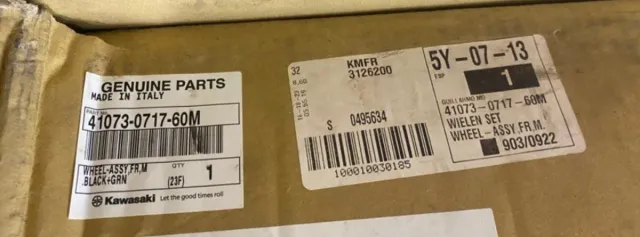 GENUINE PARTS
MADE IN ITALY
41073-0717-60M
WHEEL-ASSY,FR,M
BLACK+GRN
(23F)
QTY
1
Kawasaki Let the good times roll
32
KMFR
3126200
S 0495634
100010030185
5Y-07-13
1
41073-0717-60M
WIELEN SET
WHEEL-ASSY,FR,M.
903/0922